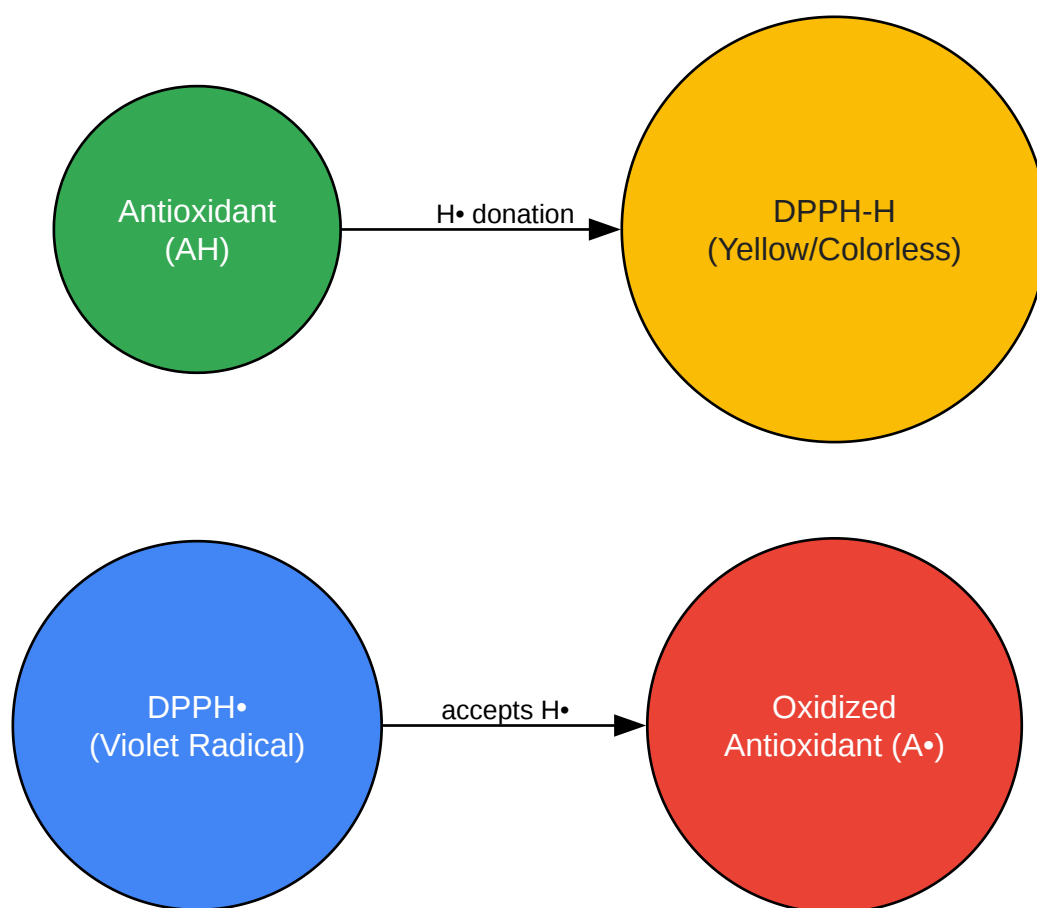 Antioxidant
(AH)
H• donation
DPPH-H
(Yellow/Colorless)
DPPH•
(Violet Radical)
accepts H•
Oxidized
Antioxidant (A•)